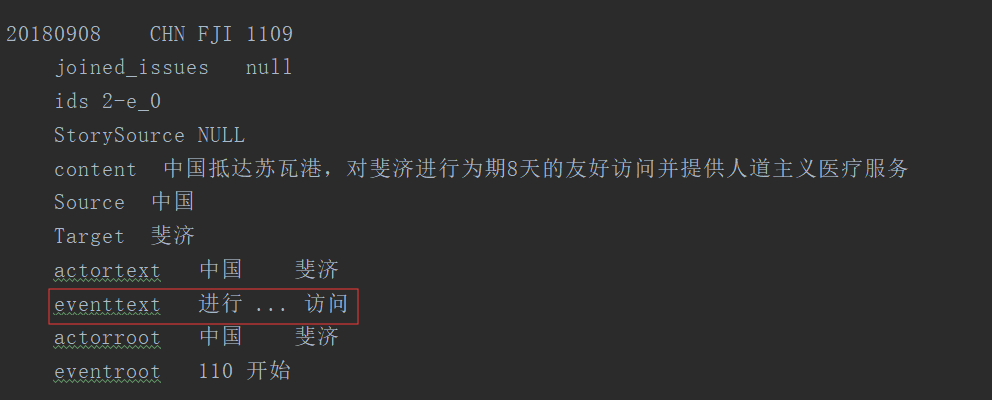 20180908 CHN FJI 1109
joined_issues null
ids 2-e_0
StorySource NULL
content 中国抵达苏瓦港，对斐济进行为期8天的友好访问并提供人道主义医疗服务
Source 中国
Target 斐济
actortext 中国 斐济
eventtext 进行 ... 访问
actorroot 中国 斐济
eventroot 110 开始